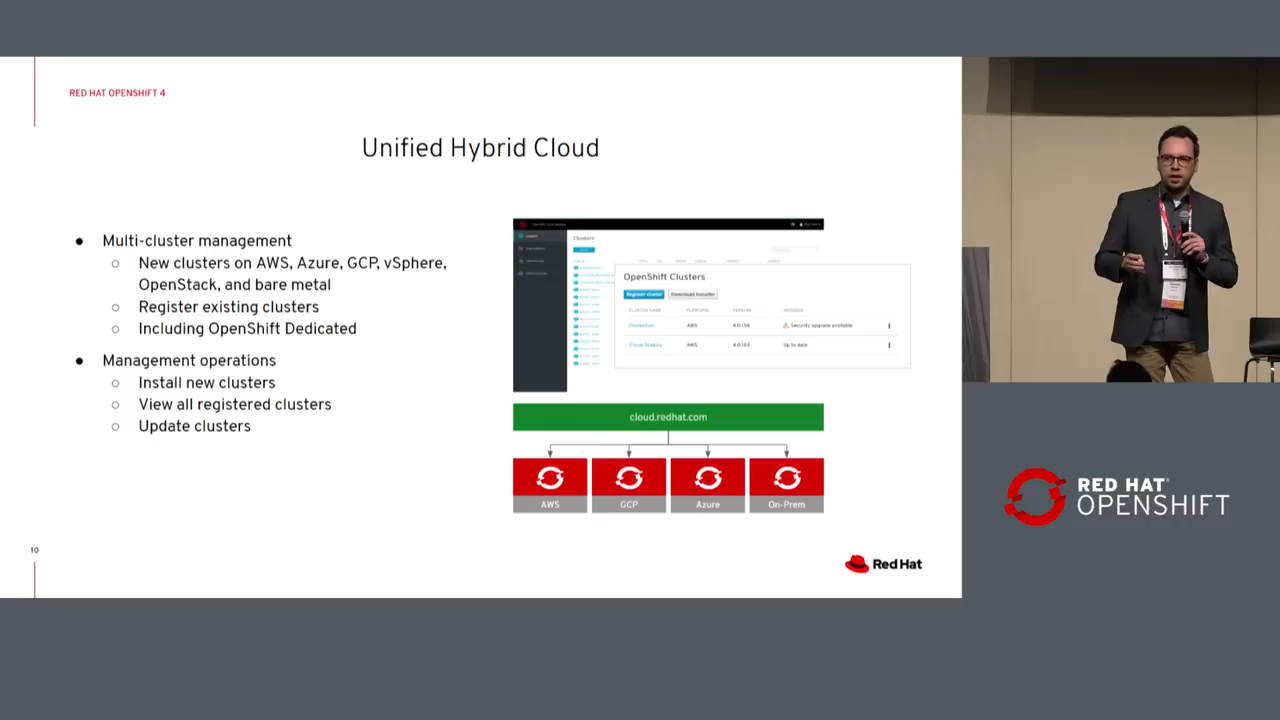 RED HAT OPENSHIFT 4
Unified Hybrid Cloud
● Multi-cluster management
○ New clusters on AWS, Azure, GCP, vSphere,
OpenStack, and bare metal
○ Register existing clusters
○ Including OpenShift Dedicated
● Management operations
○ Install new clusters
○ View all registered clusters
○ Update clusters
Clusters
OpenShift Clusters
Register cluster Download installer
CLUSTER NAME PLATFORM VERSION MESSAGE
Production AWS 4.0.158 Security upgrade available
Cloud Staging AWS 4.0.163 Up to date
cloud.redhat.com
AWS GCP Azure On-Prem
10
Red Hat
RED HAT®
OPENSHIFT